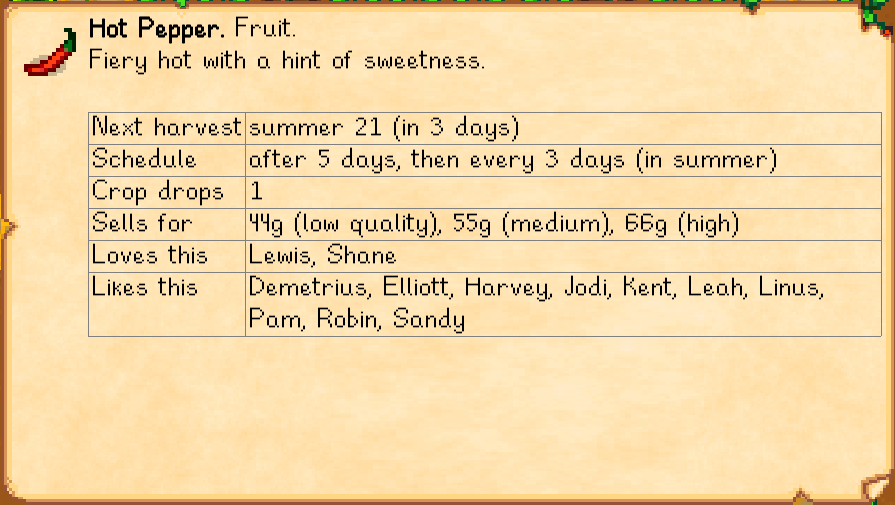 Hot Pepper. Fruit.
Fiery hot with a hint of sweetness.
Next harvest summer 21 (in 3 days)
Schedule after 5 days, then every 3 days (in summer)
Crop drops 1
Sells for 44g (low quality), 55g (medium), 66g (high)
Loves this Lewis, Shane
Likes this Demetrius, Elliott, Harvey, Jodi, Kent, Leah, Linus,
Pam, Robin, Sandy